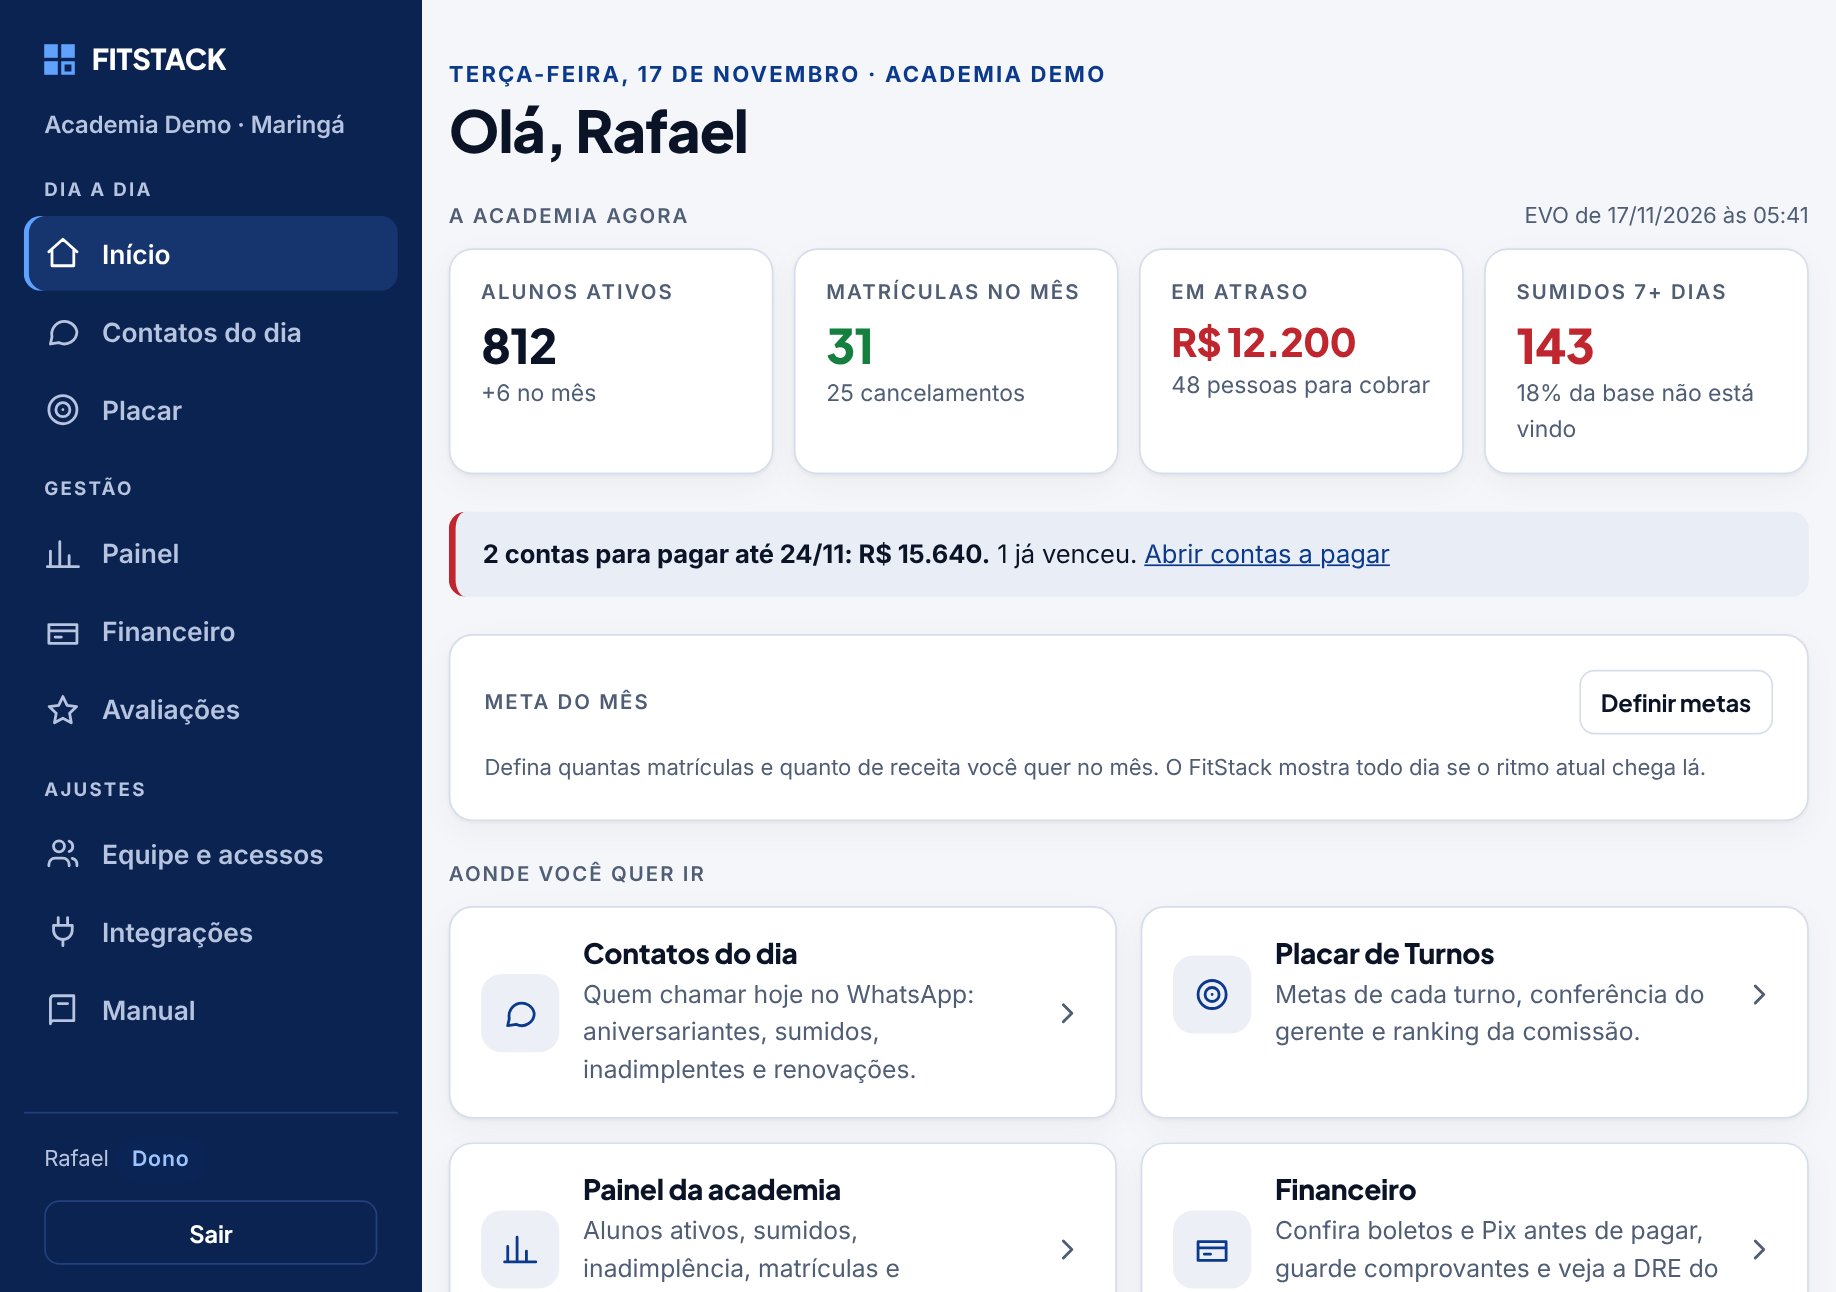 FITSTACK
Academia Demo · Maringá
DIA A DIA
Início
Contatos do dia
Placar
GESTÃO
Painel
Financeiro
Avaliações
AJUSTES
Equipe e acessos
Integrações
Manual
Rafael Dono
Sair
TERÇA-FEIRA, 17 DE NOVEMBRO · ACADEMIA DEMO
Olá, Rafael
A ACADEMIA AGORA
EVO de 17/11/2026 às 05:41
ALUNOS ATIVOS
812
+6 no mês
MATRÍCULAS NO MÊS
31
25 cancelamentos
EM ATRASO
R$ 12.200
48 pessoas para cobrar
SUMIDOS 7+ DIAS
143
18% da base não está
vindo
2 contas para pagar até 24/11: R$ 15.640. 1 já venceu. Abrir contas a pagar
META DO MÊS
Definir metas
Defina quantas matrículas e quanto de receita você quer no mês. O FitStack mostra todo dia se o ritmo atual chega lá.
AONDE VOCÊ QUER IR
Contatos do dia
Quem chamar hoje no WhatsApp:
aniversariantes, sumidos,
inadimplentes e renovações.
Placar de Turnos
Metas de cada turno, conferência do
gerente e ranking da comissão.
Painel da academia
Alunos ativos, sumidos,
inadimplência, matrículas e
Financeiro
Confira boletos e Pix antes de pagar,
guarde comprovantes e veja a DRE do